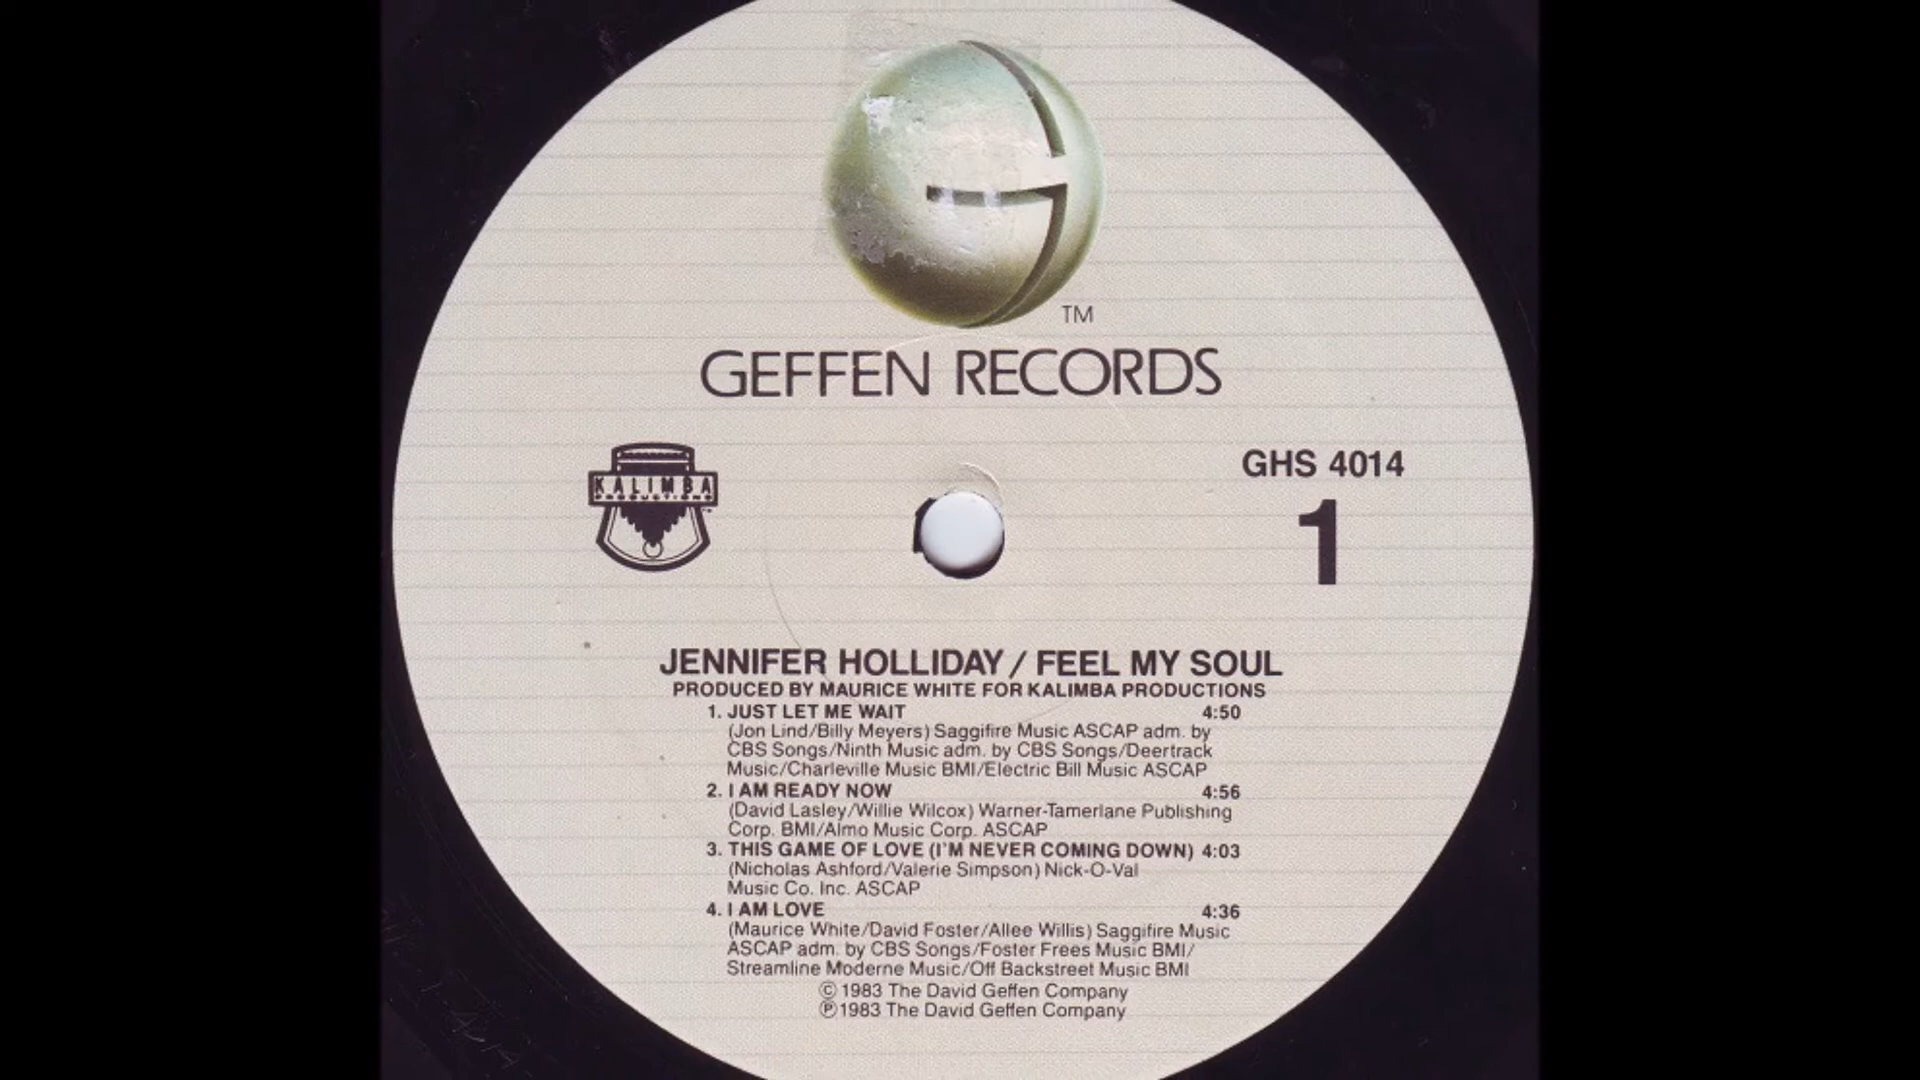 TM
GEFFEN RECORDS
KALIMBA
PRODUCTIONS
GHS 4014
1
JENNIFER HOLLIDAY / FEEL MY SOUL
PRODUCED BY MAURICE WHITE FOR KALIMBA PRODUCTIONS
1. JUST LET ME WAIT 4:50
(Jon Lind/Billy Meyers) Saggifire Music ASCAP adm. by
CBS Songs/Ninth Music adm. by CBS Songs/Deertrack
Music/Charleville Music BMI/Electric Bill Music ASCAP
2. I AM READY NOW 4:56
(David Lasley/Willie Wilcox) Warner-Tamerlane Publishing
Corp. BMI/Almo Music Corp. ASCAP
3. THIS GAME OF LOVE (I'M NEVER COMING DOWN) 4:03
(Nicholas Ashford/Valerie Simpson) Nick-O-Val
Music Co. Inc. ASCAP
4. I AM LOVE 4:36
(Maurice White/David Foster/Allee Willis) Saggifire Music
ASCAP adm. by CBS Songs/Foster Frees Music BMI/
Streamline Moderne Music/Off Backstreet Music BMI
© 1983 The David Geffen Company
℗ 1983 The David Geffen Company